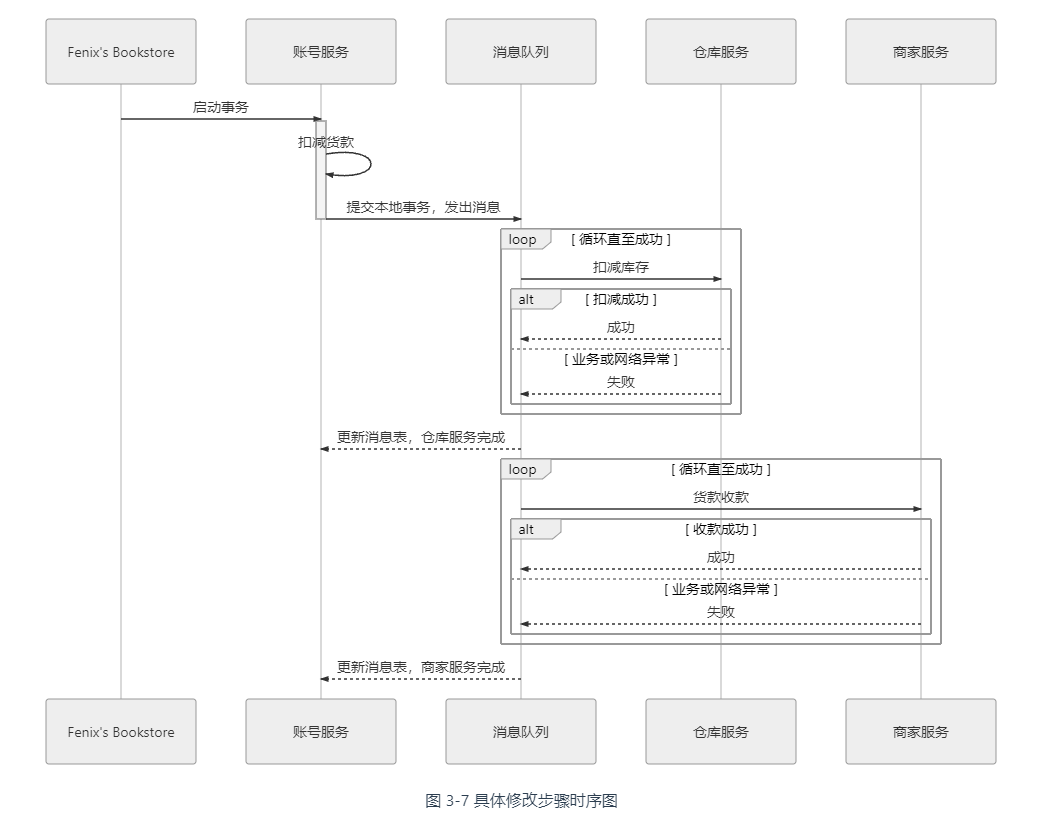 Fenix's Bookstore
账号服务
消息队列
仓库服务
商家服务
启动事务
扣减货款
提交本地事务，发出消息
loop
[ 循环直至成功 ]
扣减库存
alt
[ 扣减成功 ]
成功
[ 业务或网络异常 ]
失败
更新消息表，仓库服务完成
loop
[ 循环直至成功 ]
货款收款
alt
[ 收款成功 ]
成功
[ 业务或网络异常 ]
失败
更新消息表，商家服务完成
Fenix's Bookstore
账号服务
消息队列
仓库服务
商家服务
图 3-7 具体修改步骤时序图